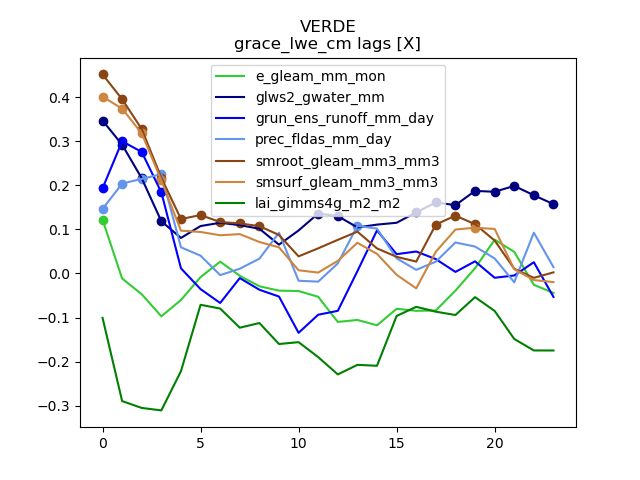 VERDE
grace_lwe_cm lags [X]
e_gleam_mm_mon
glws2_gwater_mm
grun_ens_runoff_mm_day
prec_fldas_mm_day
smroot_gleam_mm3_mm3
smsurf_gleam_mm3_mm3
lai_gimms4g_m2_m2
0.4
0.3
0.2
0.1
0.0
−0.1
−0.2
−0.3
0 5 10 15 20